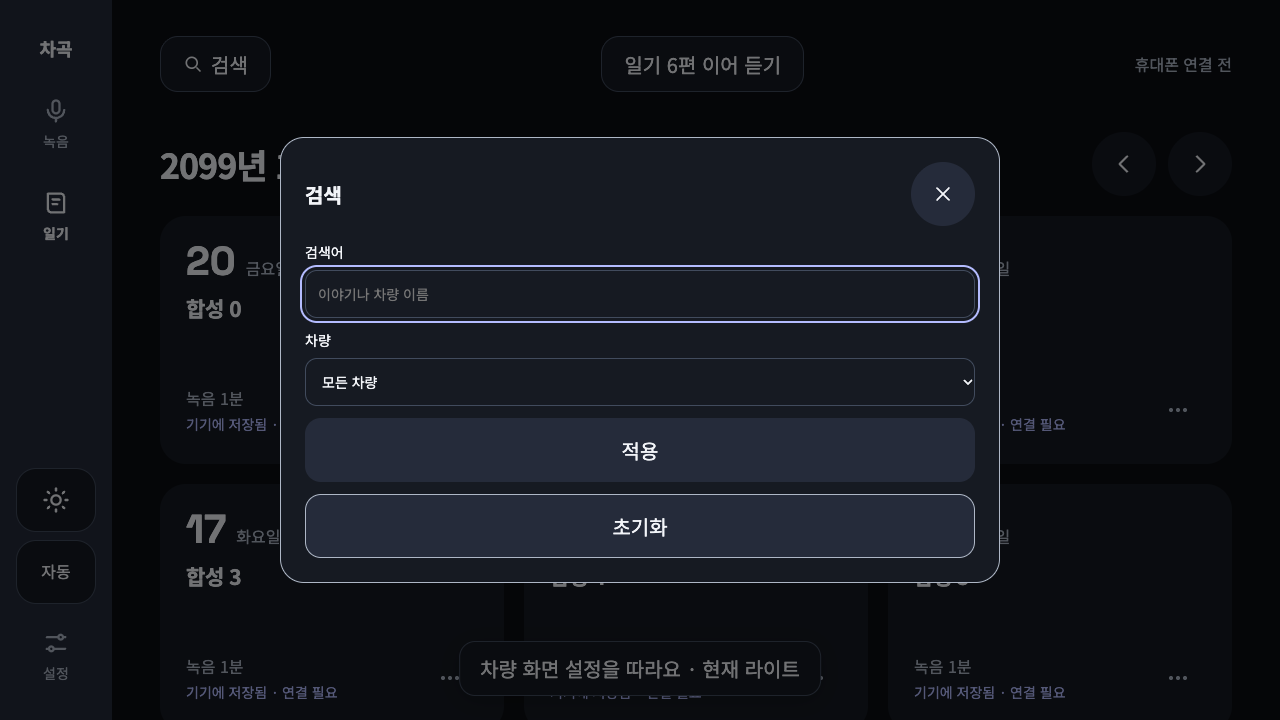 차곡
녹음
일기
자동
설정
검색
일기 6편 이어 듣기
휴대폰 연결 전
2099년
20 금요일
합성 0
녹음 1분
기기에 저장됨 ·
· 연결 필요
검색
검색어
이야기나 차량 이름
차량
모든 차량
적용
초기화
17 화요일
합성 3
녹음 1분
기기에 저장됨 · 연결 필요
녹음 1분
기기에 저장됨 · 연결 필요
차량 화면 설정을 따라요 · 현재 라이트